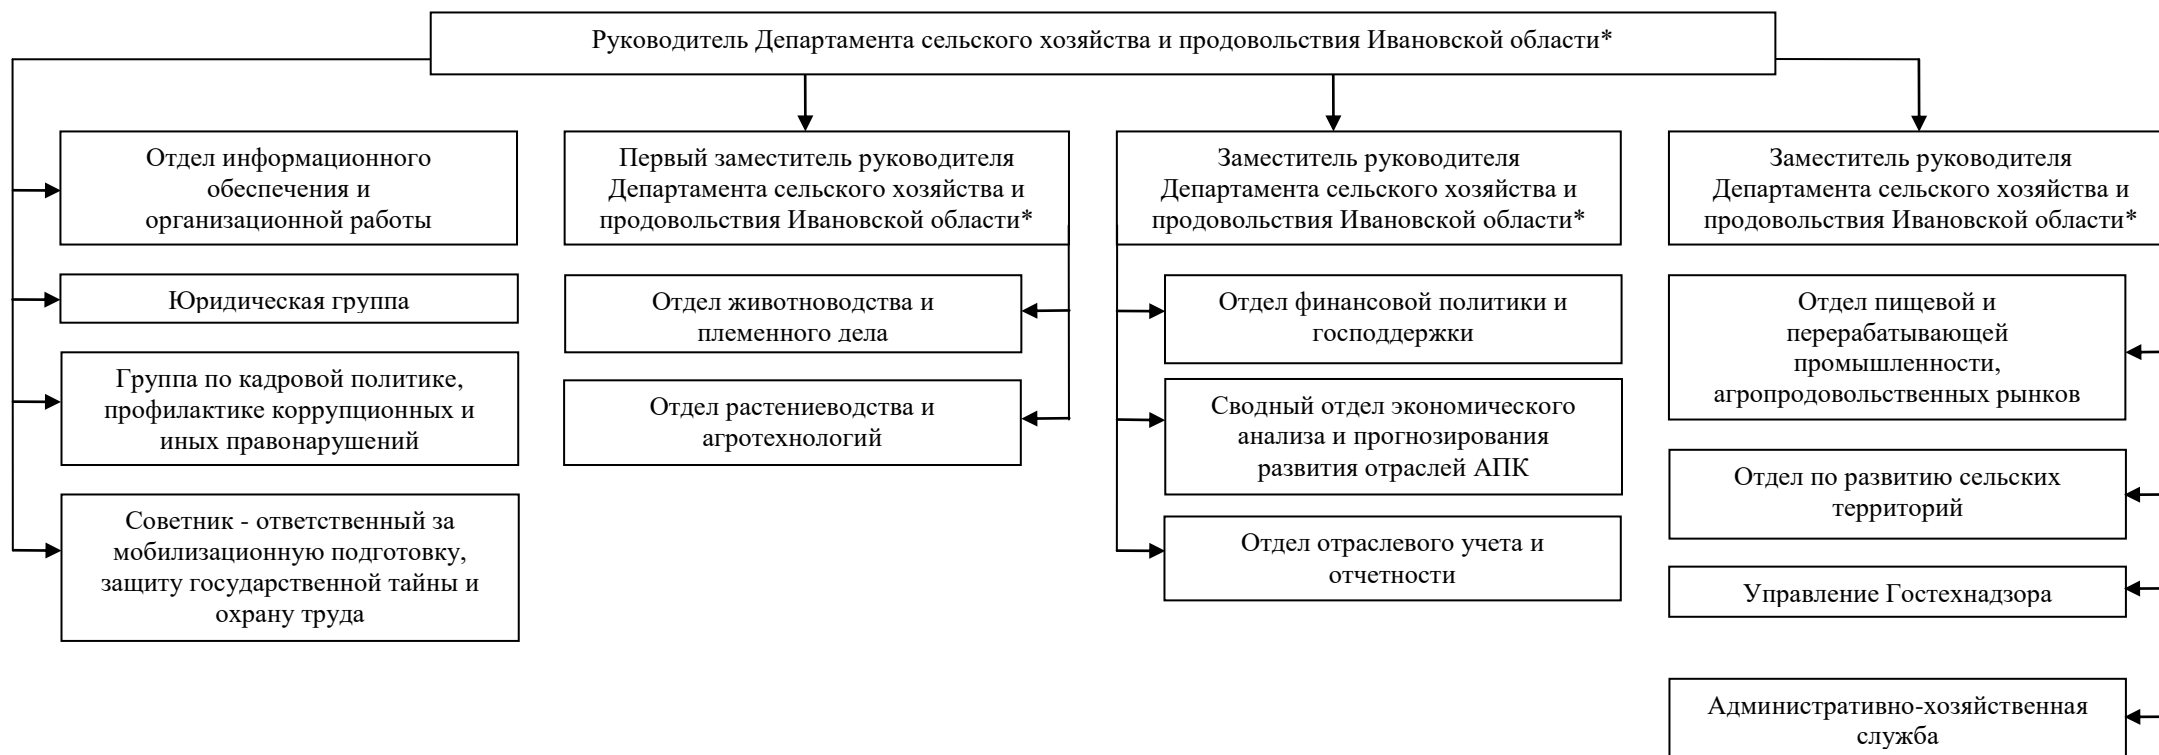 Руководитель Департамента сельского хозяйства и продовольствия Ивановской области*
Отдел информационного
обеспечения и
организационной работы
Юридическая группа
Группа по кадровой политике,
профилактике коррупционных и
иных правонарушений
Советник - ответственный за
мобилизационную подготовку,
защиту государственной тайны и
охрану труда
Первый заместитель руководителя
Департамента сельского хозяйства и
продовольствия Ивановской области*
Отдел животноводства и
племенного дела
Отдел растениеводства и
агротехнологий
Заместитель руководителя
Департамента сельского хозяйства и
продовольствия Ивановской области*
Отдел финансовой политики и
господдержки
Сводный отдел экономического
анализа и прогнозирования
развития отраслей АПК
Отдел отраслевого учета и
отчетности
Заместитель руководителя
Департамента сельского хозяйства и
продовольствия Ивановской области*
Отдел пищевой и
перерабатывающей
промышленности,
агропродовольственных рынков
Отдел по развитию сельских
территорий
Управление Гостехнадзора
Административно-хозяйственная
служба